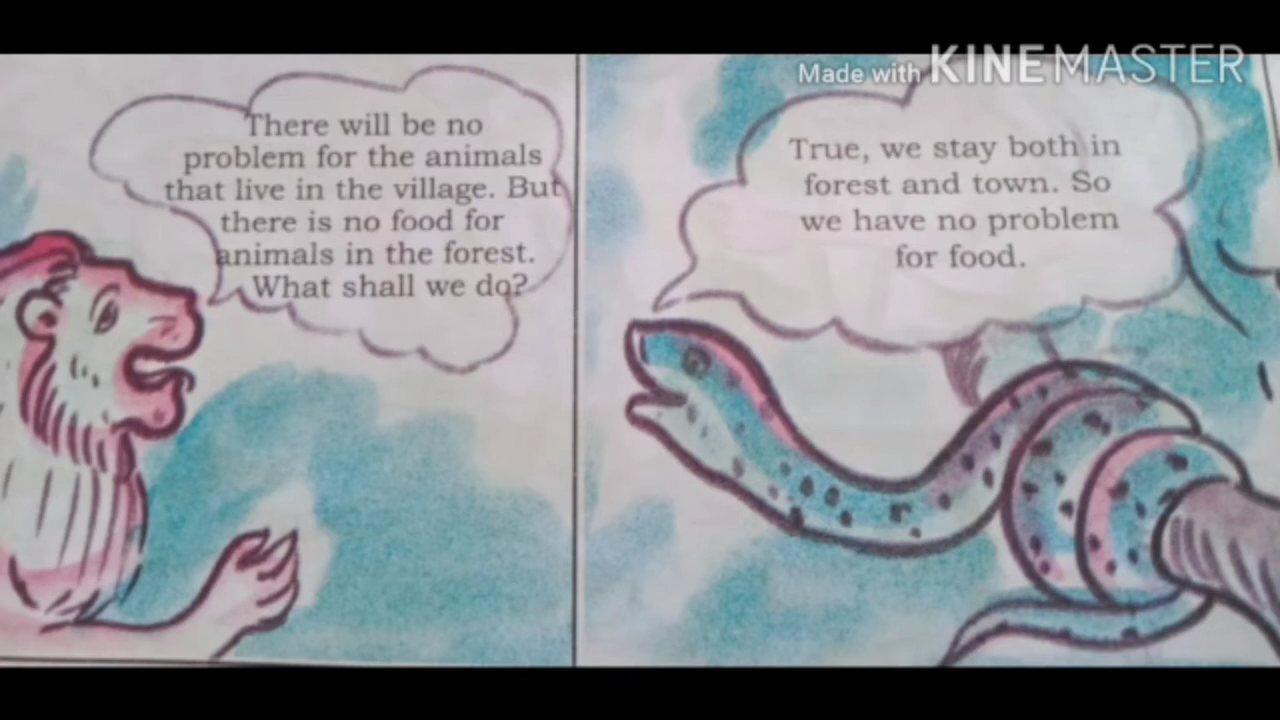 Made with KINEMASTER
There will be no
problem for the animals
that live in the village. But
there is no food for
animals in the forest.
What shall we do?
True, we stay both in
forest and town. So
we have no problem
for food.